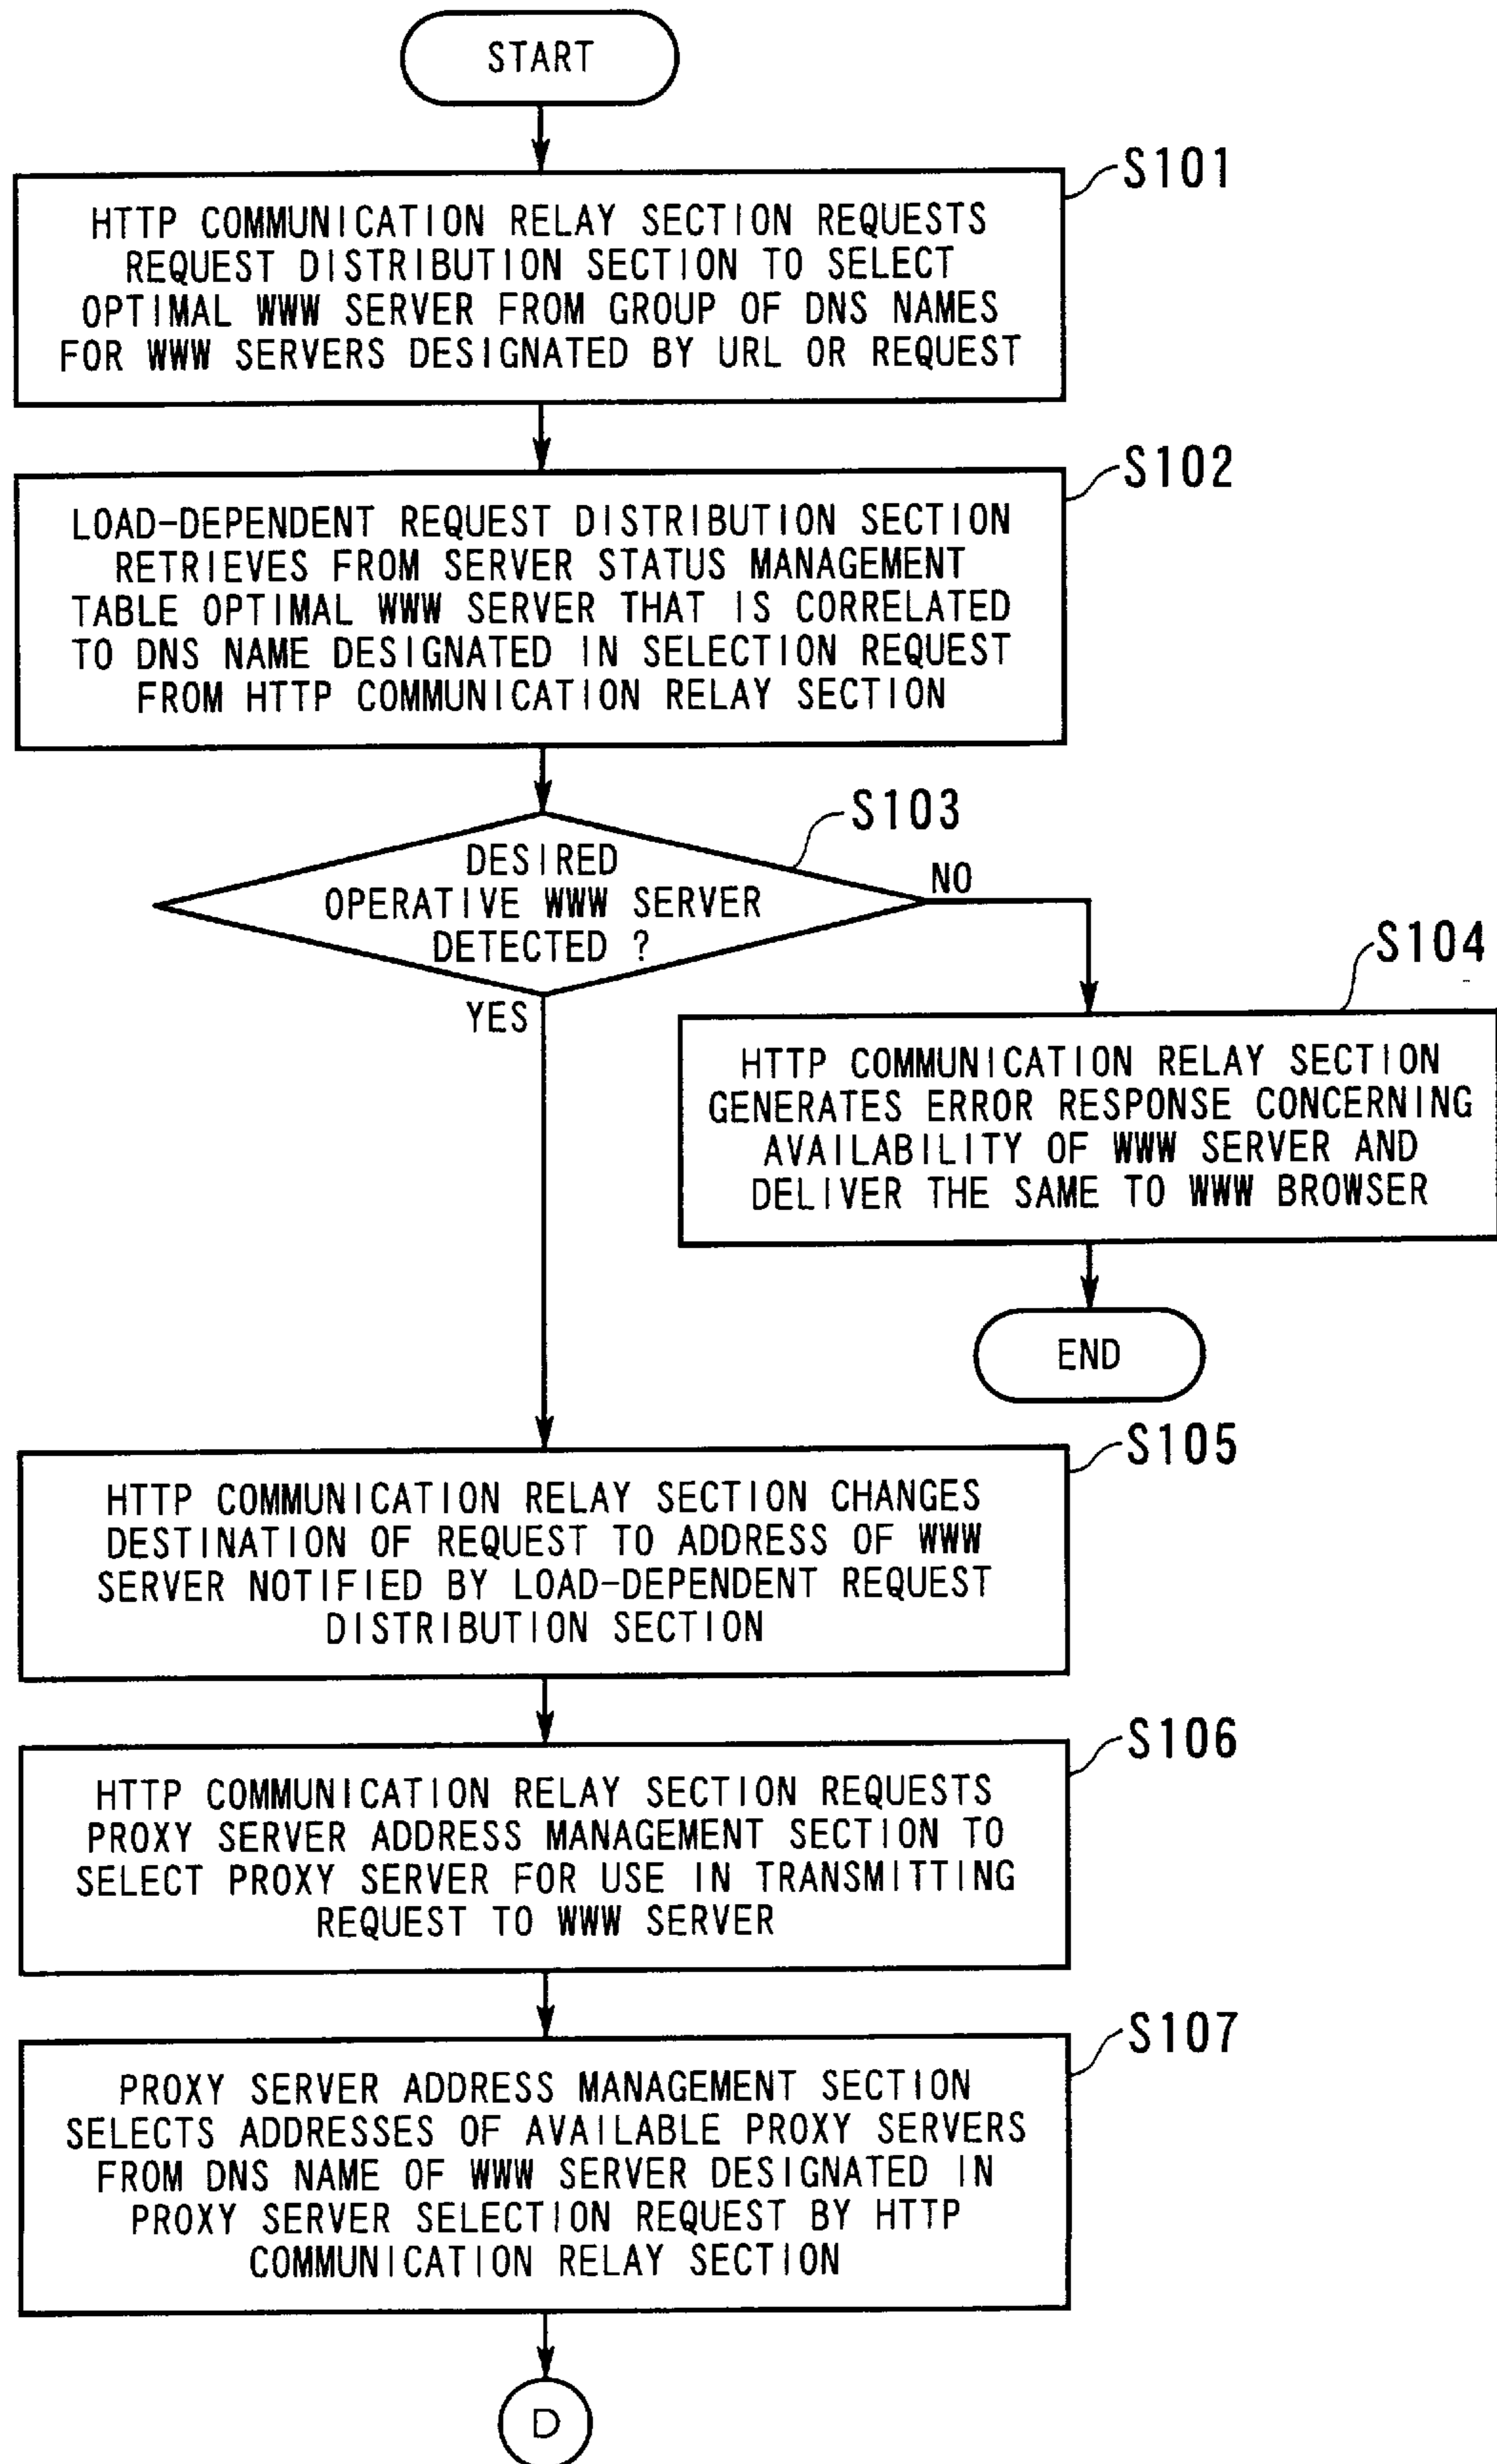 START
S101
HTTP COMMUNICATION RELAY SECTION REQUESTS
REQUEST DISTRIBUTION SECTION TO SELECT
OPTIMAL WWW SERVER FROM GROUP OF DNS NAMES
FOR WWW SERVERS DESIGNATED BY URL OR REQUEST
S102
LOAD-DEPENDENT REQUEST DISTRIBUTION SECTION
RETRIEVES FROM SERVER STATUS MANAGEMENT
TABLE OPTIMAL WWW SERVER THAT IS CORRELATED
TO DNS NAME DESIGNATED IN SELECTION REQUEST
FROM HTTP COMMUNICATION RELAY SECTION
S103
DESIRED
OPERATIVE WWW SERVER
DETECTED ?
NO
YES
S104
HTTP COMMUNICATION RELAY SECTION
GENERATES ERROR RESPONSE CONCERNING
AVAILABILITY OF WWW SERVER AND
DELIVER THE SAME TO WWW BROWSER
END
S105
HTTP COMMUNICATION RELAY SECTION CHANGES
DESTINATION OF REQUEST TO ADDRESS OF WWW
SERVER NOTIFIED BY LOAD-DEPENDENT REQUEST
DISTRIBUTION SECTION
S106
HTTP COMMUNICATION RELAY SECTION REQUESTS
PROXY SERVER ADDRESS MANAGEMENT SECTION TO
SELECT PROXY SERVER FOR USE IN TRANSMITTING
REQUEST TO WWW SERVER
S107
PROXY SERVER ADDRESS MANAGEMENT SECTION
SELECTS ADDRESSES OF AVAILABLE PROXY SERVERS
FROM DNS NAME OF WWW SERVER DESIGNATED IN
PROXY SERVER SELECTION REQUEST BY HTTP
COMMUNICATION RELAY SECTION
D